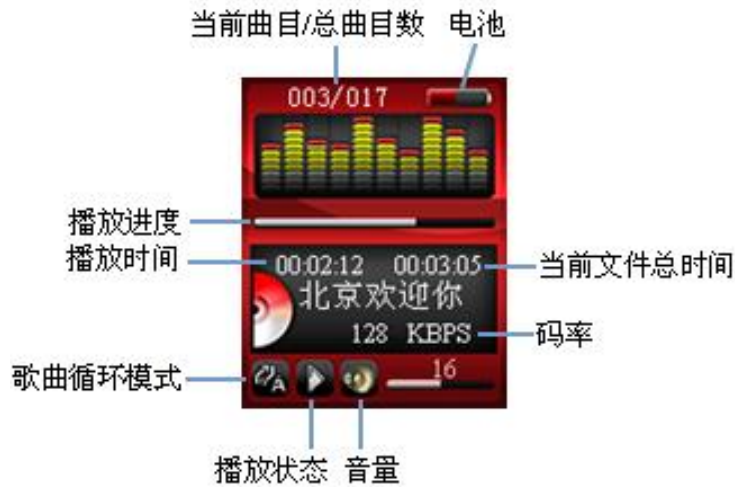 当前曲目/总曲目数 电池
003/017
播放进度
播放时间 00:02:12 00:03:05 当前文件总时间
北京欢迎你
128 KBPS 码率
歌曲循环模式 A 16
播放状态 音量